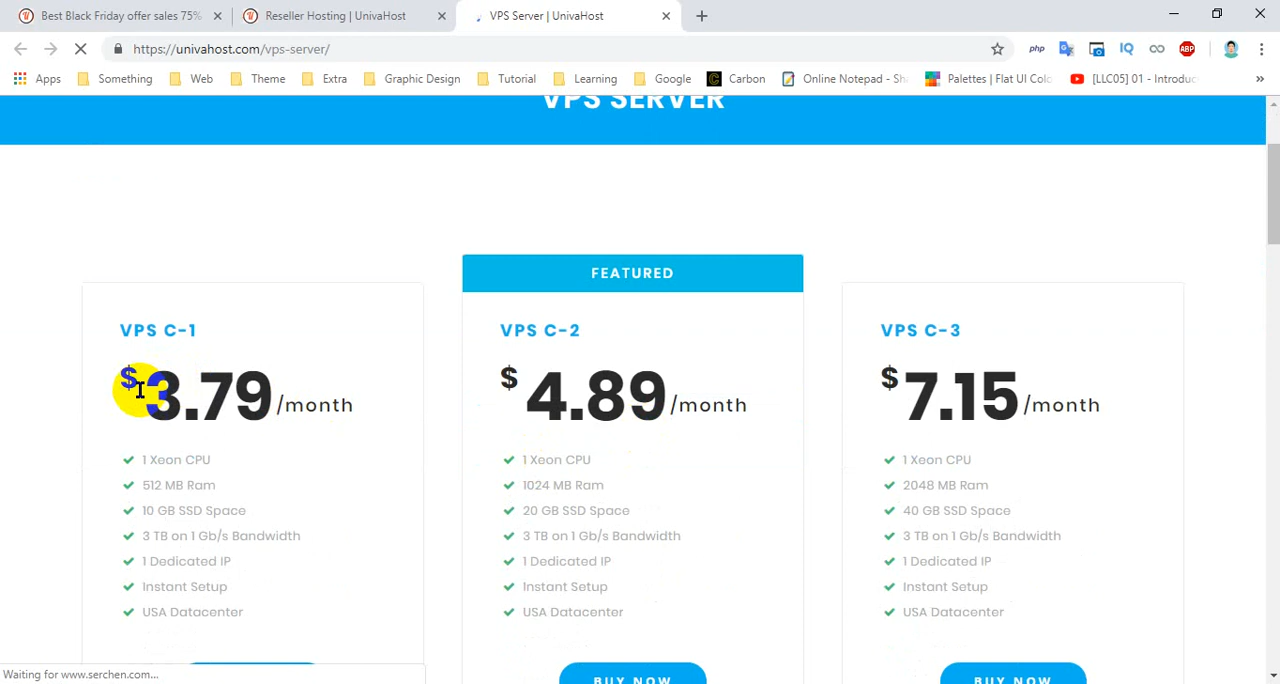 Best Black Friday offer sales 75%
Reseller Hosting | UnivaHost
VPS Server | UnivaHost
https://univahost.com/vps-server/
php
IQ
ABP
Apps
Something
Web
Theme
Extra
Graphic Design
Tutorial
Learning
Google
C
Carbon
Online Notepad - Sh
Palettes | Flat UI Colo
[LLC05] 01 - Introduc
»
VPS SERVER
VPS C-1
$3.79/month
1 Xeon CPU
512 MB Ram
10 GB SSD Space
3 TB on 1 Gb/s Bandwidth
1 Dedicated IP
Instant Setup
USA Datacenter
FEATURED
VPS C-2
$4.89/month
1 Xeon CPU
1024 MB Ram
20 GB SSD Space
3 TB on 1 Gb/s Bandwidth
1 Dedicated IP
Instant Setup
USA Datacenter
BUY NOW
VPS C-3
$7.15/month
1 Xeon CPU
2048 MB Ram
40 GB SSD Space
3 TB on 1 Gb/s Bandwidth
1 Dedicated IP
Instant Setup
USA Datacenter
BUY NOW
Waiting for www.serchen.com...